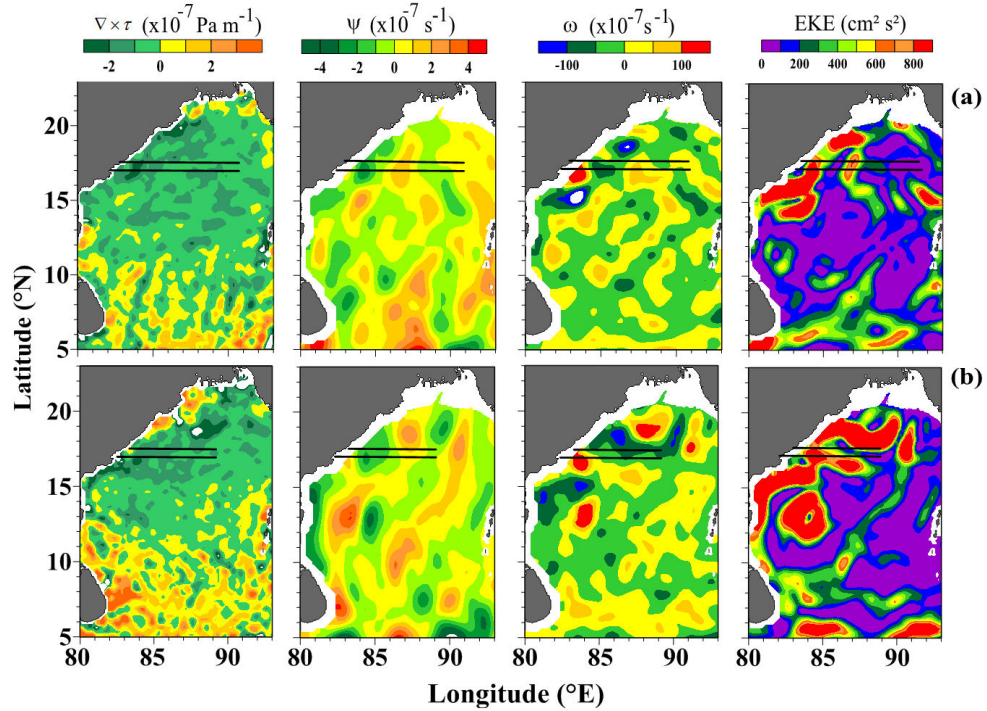 ∇×τ (x10⁻⁷ Pa m⁻¹) ψ (x10⁻⁷ s⁻¹) ω (x10⁻⁷s⁻¹) EKE (cm² s²)
-2 0 2 -4 -2 0 2 4 -100 0 100 0 200 400 600 800
(a)
20
15
10
5
(b)
20
15
10
5
Latitude (°N)
80 85 90 80 85 90 80 85 90 80 85 90
Longitude (°E)